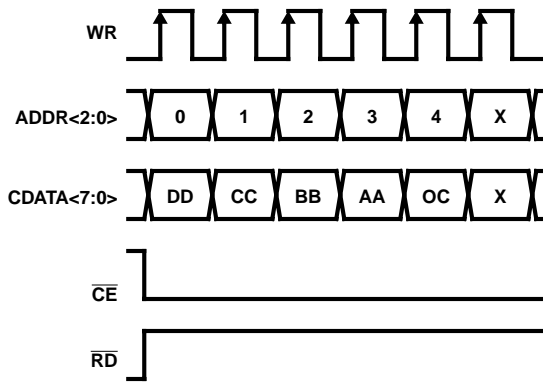 WR
ADDR<2:0> 0 1 2 3 4 X
CDATA<7:0> DD CC BB AA OC X
CE
RD